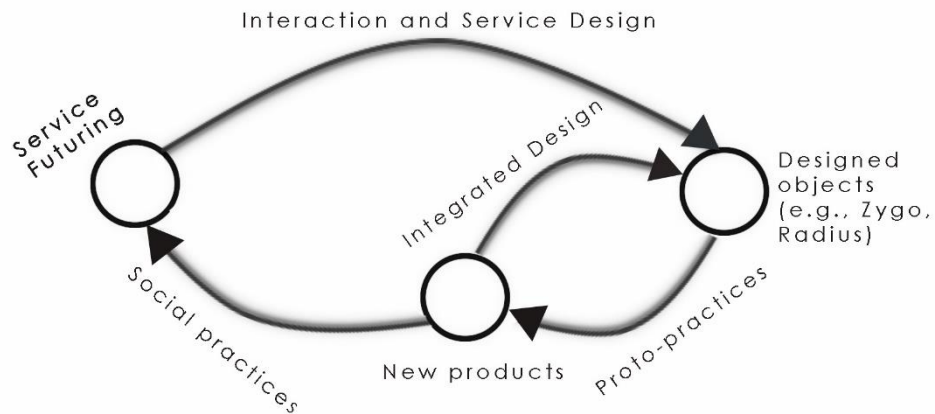 Interaction and Service Design
Service
Futuring
Integrated Design
Designed
objects
(e.g., Zygo,
Radius)
Social practices
New products
Proto-practices